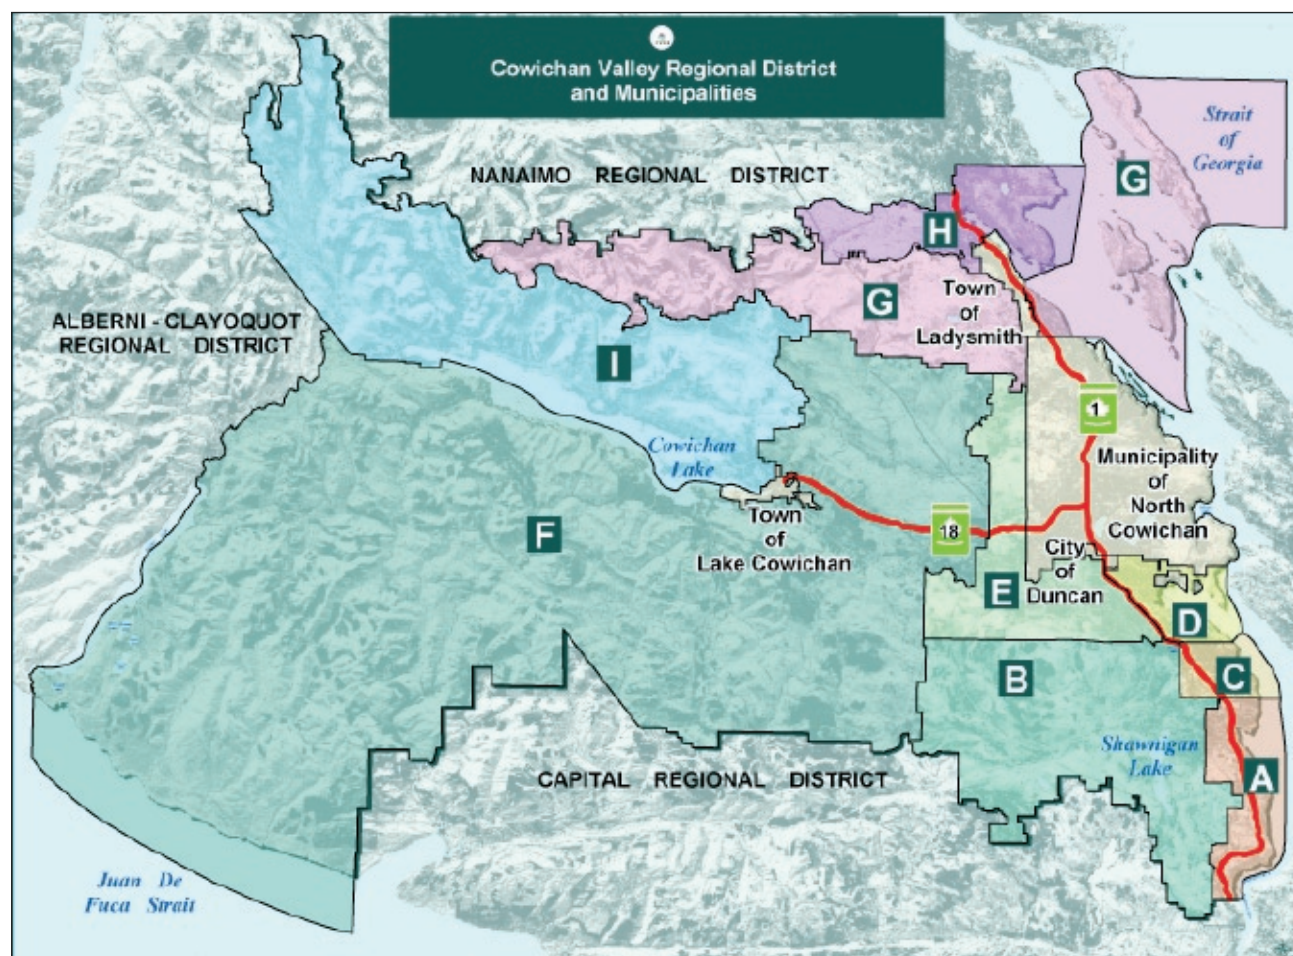 Cowichan Valley Regional District
and Municipalities
Strait
of
Georgia
NANAIMO REGIONAL DISTRICT
G
H
ALBERNI - CLAYOQUOT
REGIONAL DISTRICT
G
Town
of
Ladysmith
I
1
Cowichan
Lake
Municipality
of
North
Cowichan
Town
of
Lake Cowichan
F
18
City
of
Duncan
E
D
B
C
Shawnigan
Lake
A
CAPITAL REGIONAL DISTRICT
Juan De
Fuca Strait